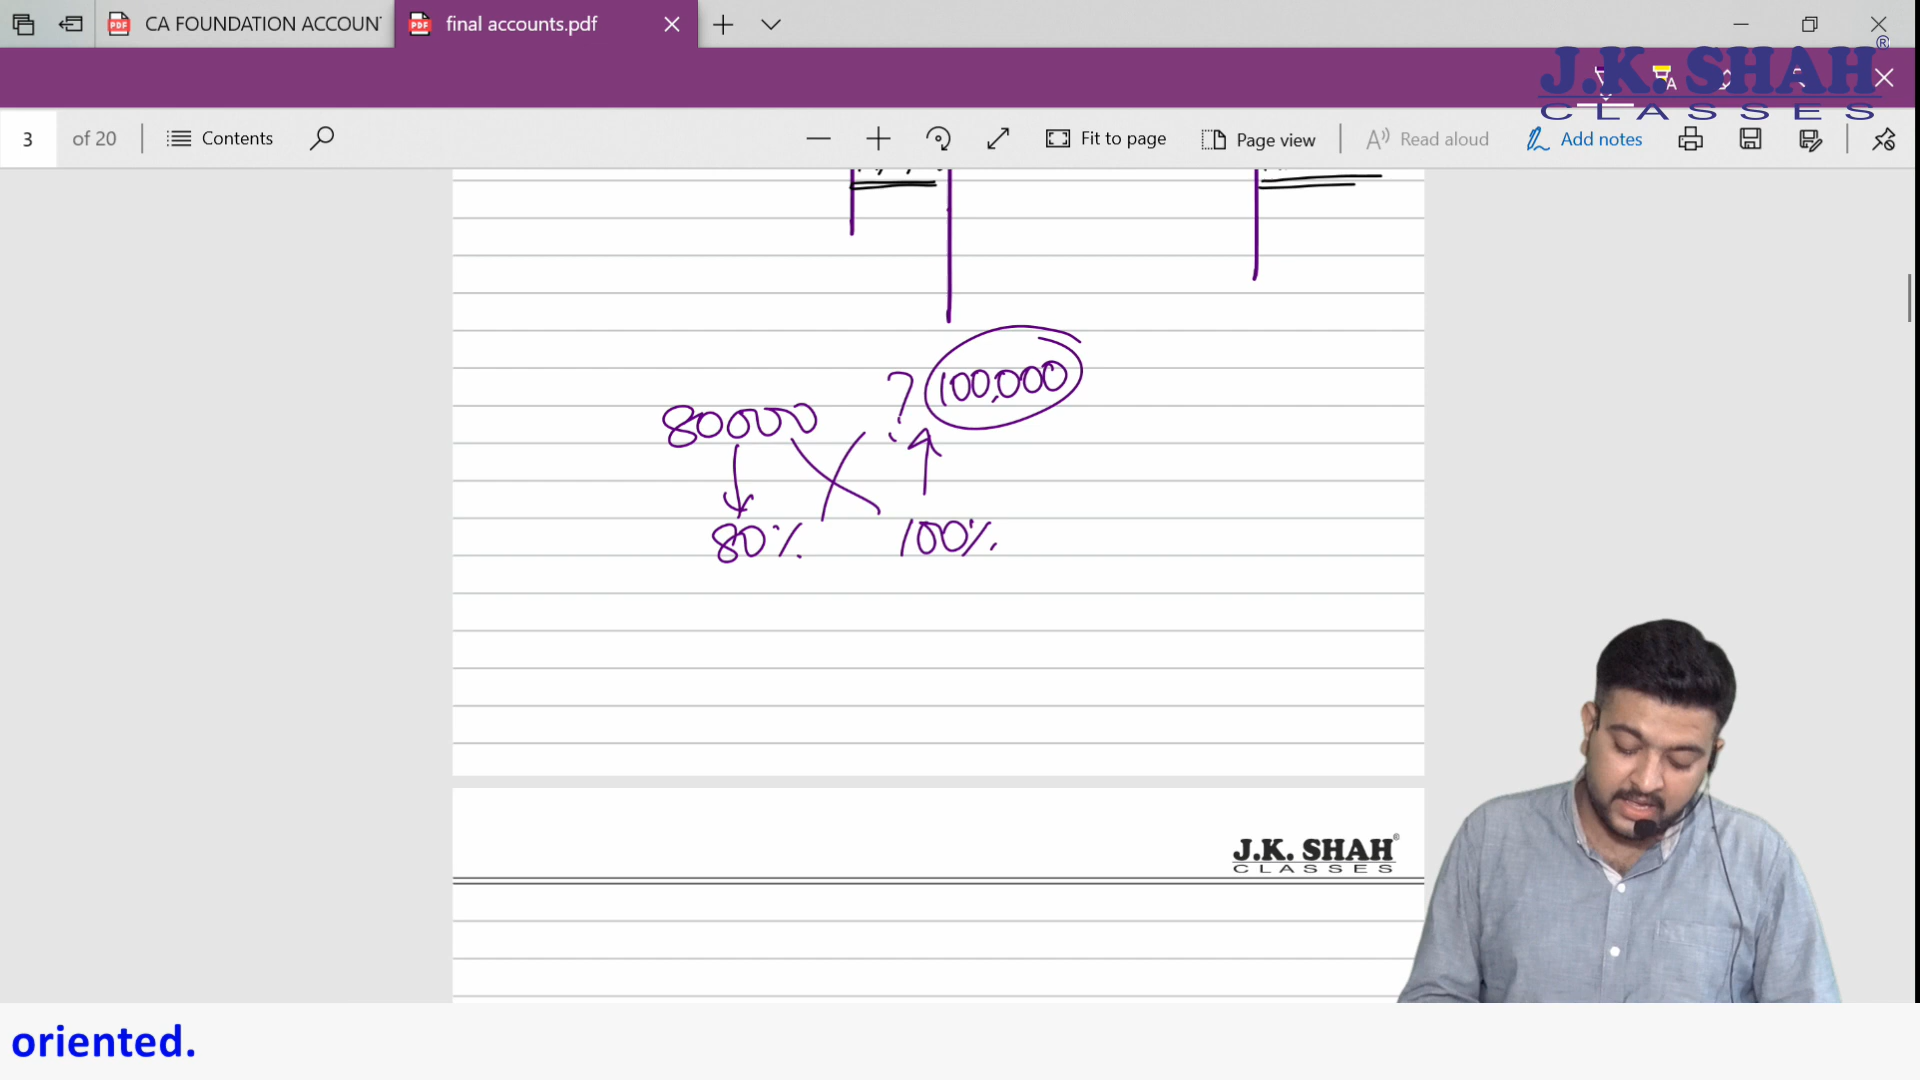 CA FOUNDATION ACCOUN
final accounts.pdf
J.K. SHAH®
CLASSES
3 of 20
Contents
Fit to page
Page view
Read aloud
Add notes
? 100,000
80000
80% 100%
J.K. SHAH®
CLASSES
oriented.